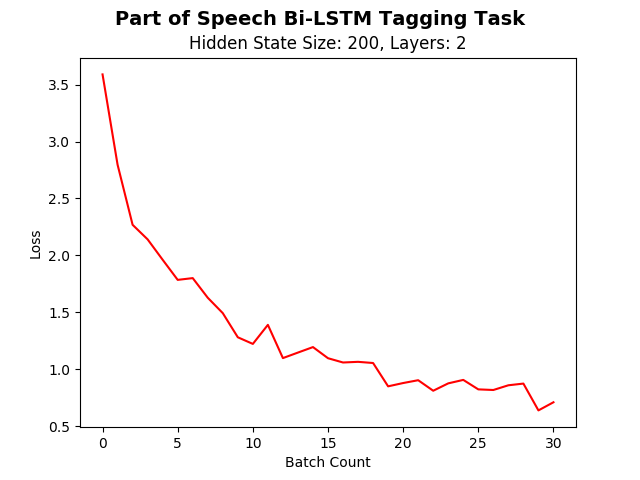 Part of Speech Bi-LSTM Tagging Task
Hidden State Size: 200, Layers: 2
3.5
3.0
2.5
2.0
1.5
1.0
0.5
Loss
0 5 10 15 20 25 30
Batch Count